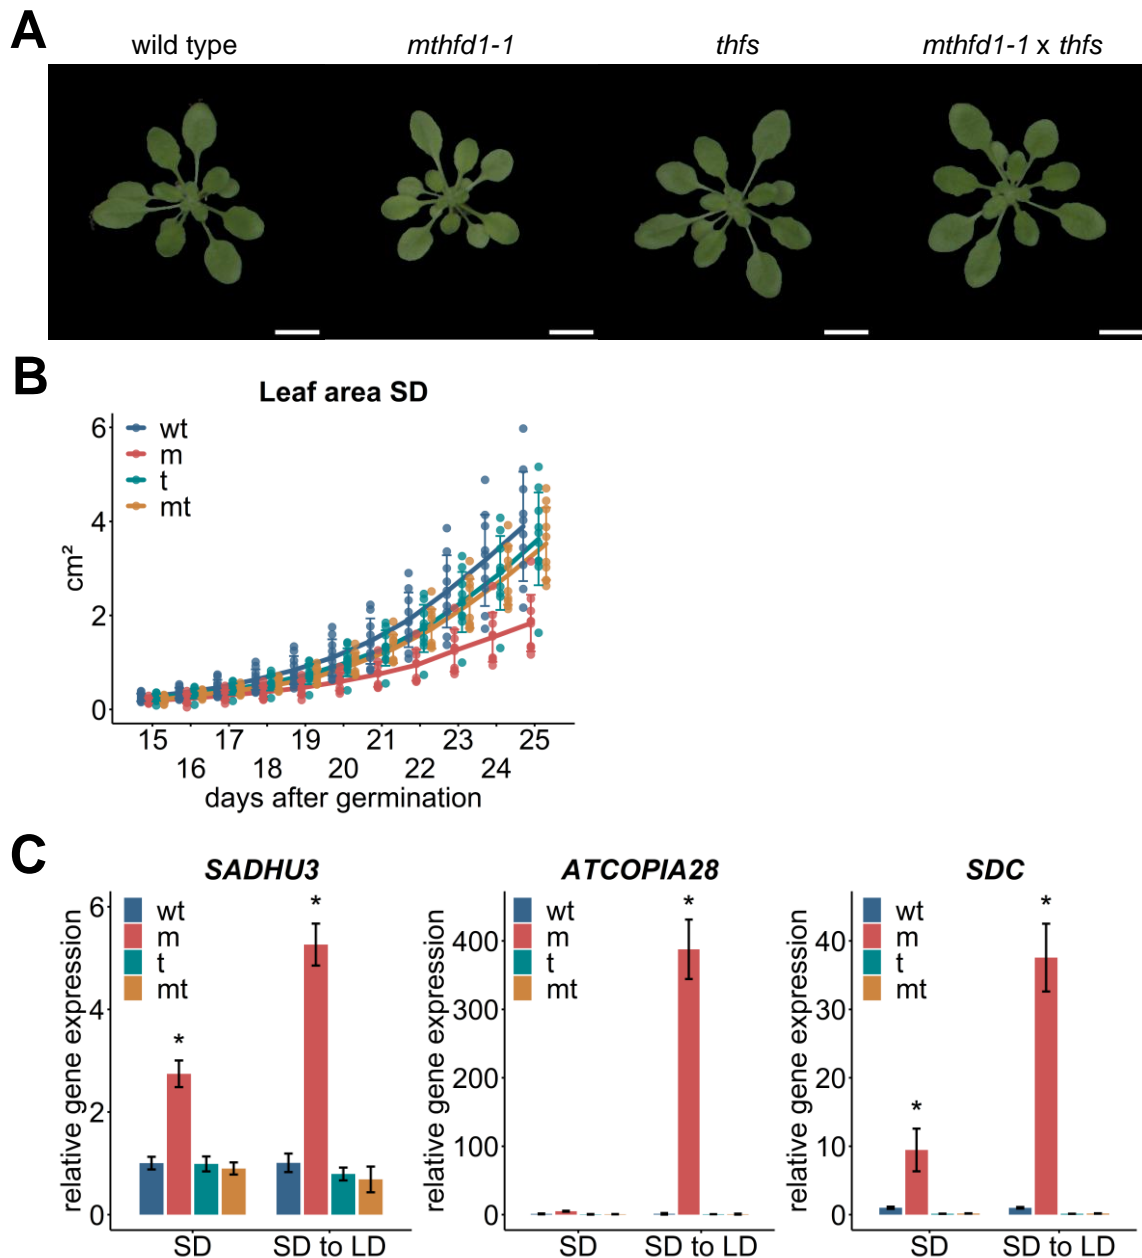 A
wild type mthfd1-1 thfs mthfd1-1 x thfs
B
Leaf area SD
6
4
2
0
cm²
wt
m
t
mt
15 17 19 21 23 25
16 18 20 22 24
days after germination
C
SADHU3
relative gene expression
6
4
2
0
wt
m
t
mt
*
*
SD SD to LD
ATCOPIA28
relative gene expression
400
300
200
100
0
wt
m
t
mt
*
SD SD to LD
SDC
relative gene expression
40
30
20
10
0
wt
m
t
mt
*
*
SD SD to LD